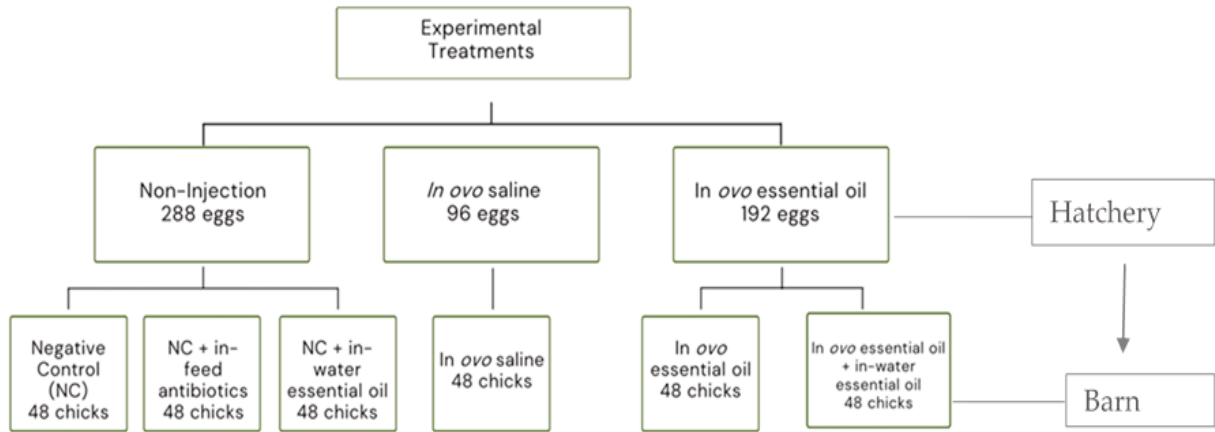 Experimental
Treatments
Non-Injection
288 eggs
In ovo saline
96 eggs
In ovo essential oil
192 eggs
Hatchery
Negative
Control
(NC)
48 chicks
NC + in-
feed
antibiotics
48 chicks
NC + in-
water
essential oil
48 chicks
In ovo saline
48 chicks
In ovo
essential oil
48 chicks
In ovo essential oil
+ in-water
essential oil
48 chicks
Barn